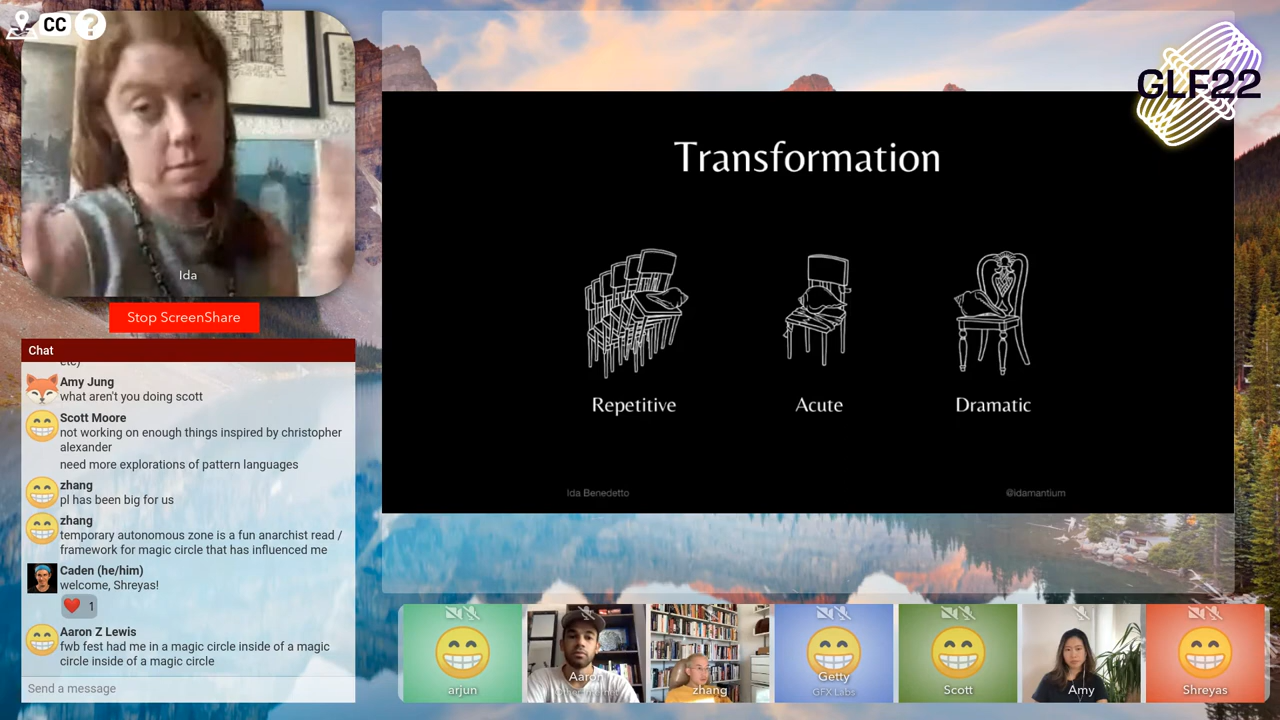 CC
?
Ida
Stop ScreenShare
Chat
etc)
Amy Jung
what aren't you doing scott
Scott Moore
not working on enough things inspired by christopher
alexander
need more explorations of pattern languages
zhang
pl has been big for us
zhang
temporary autonomous zone is a fun anarchist read /
framework for magic circle that has influenced me
Caden (he/him)
welcome, Shreyas!
1
Aaron Z Lewis
fwb fest had me in a magic circle inside of a magic
circle inside of a magic circle
Send a message
GLF22
Transformation
Repetitive
Acute
Dramatic
Ida Benedetto
@idamantium
arjun
Aaron
zhang
Getty
GFX Labs
Scott
Amy
Shreyas